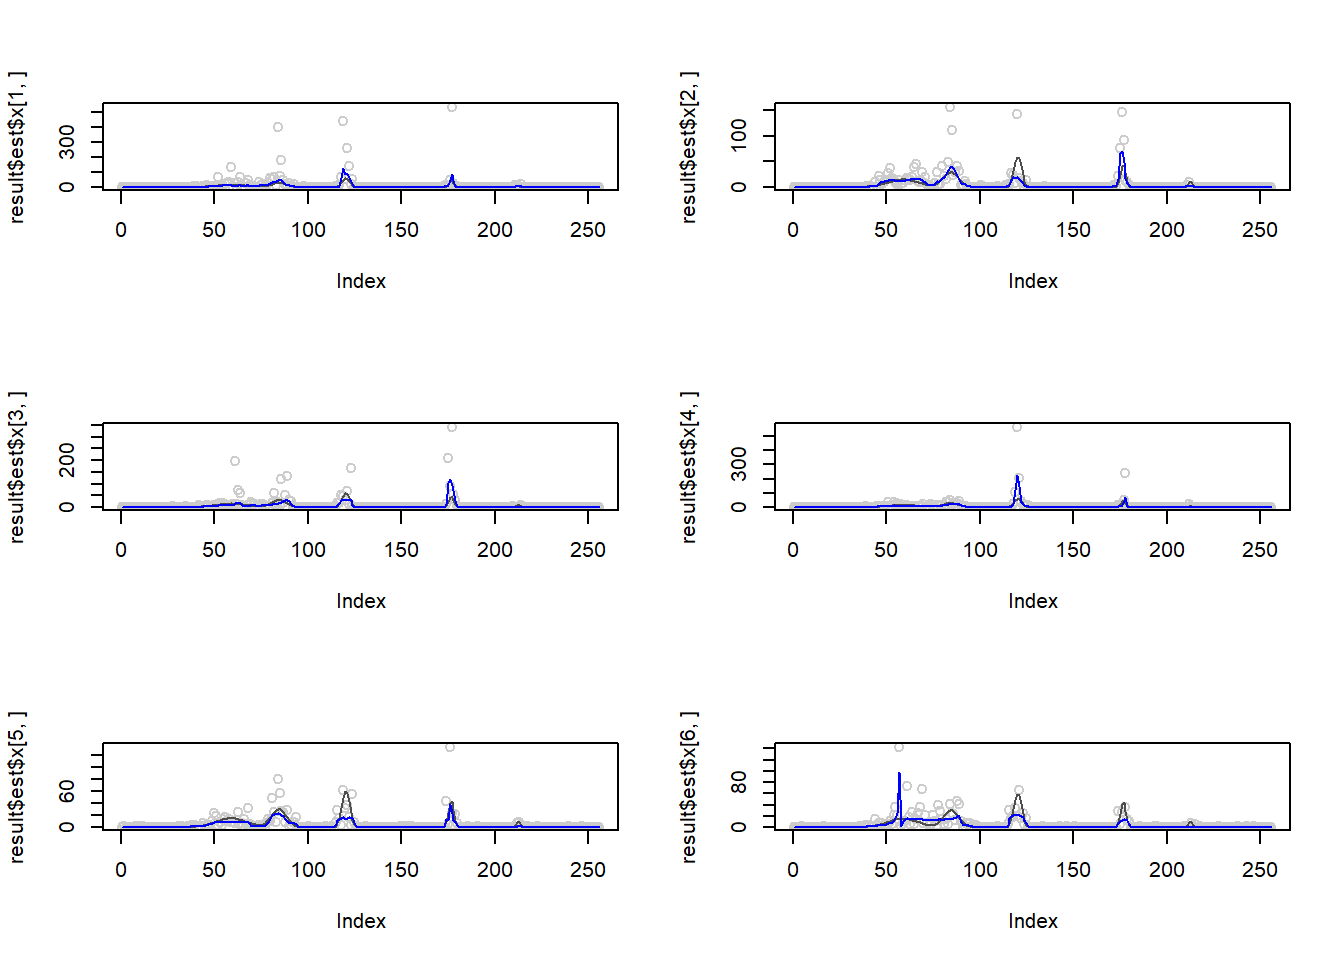 result$est$x[1, ]
0 300
0 50 100 150 200 250
Index
result$est$x[2, ]
0 100
0 50 100 150 200 250
Index
result$est$x[3, ]
0 200
0 50 100 150 200 250
Index
result$est$x[4, ]
0 300
0 50 100 150 200 250
Index
result$est$x[5, ]
0 60
0 50 100 150 200 250
Index
result$est$x[6, ]
0 80
0 50 100 150 200 250
Index